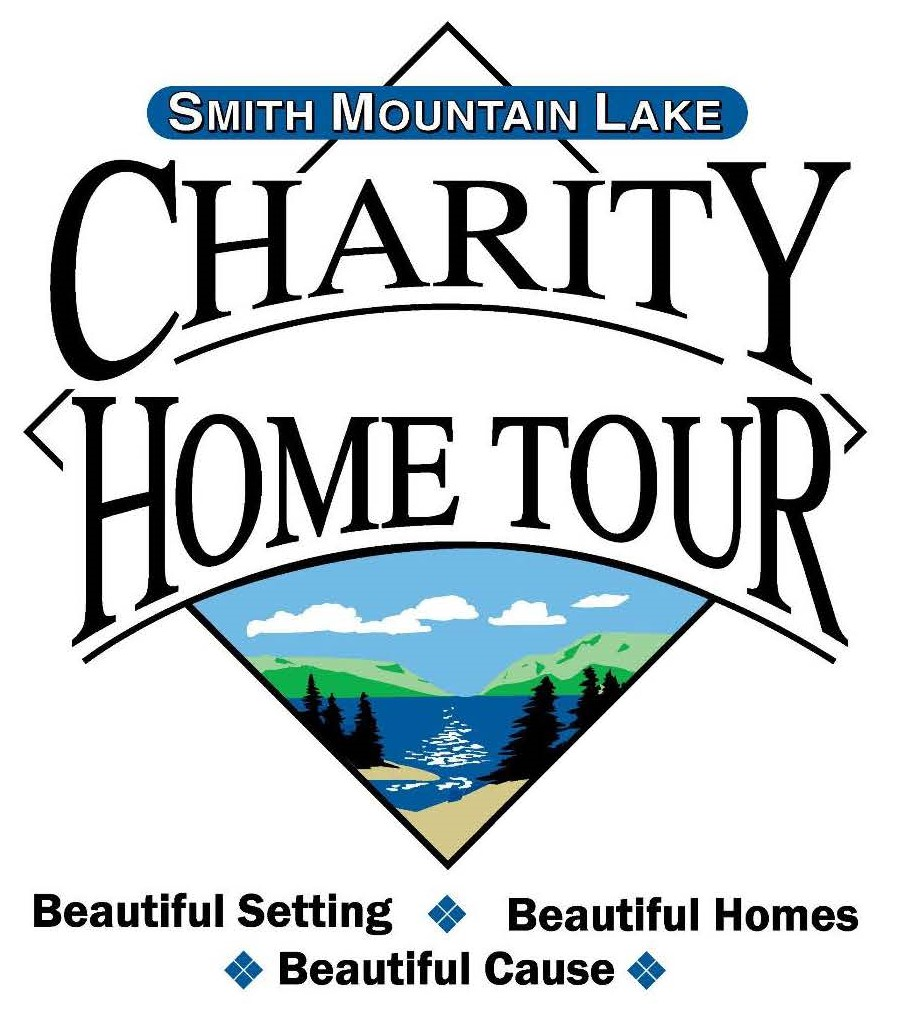 SMITH MOUNTAIN LAKE
CHARITY
HOME TOUR
Beautiful Setting ❖ Beautiful Homes
❖ Beautiful Cause ❖